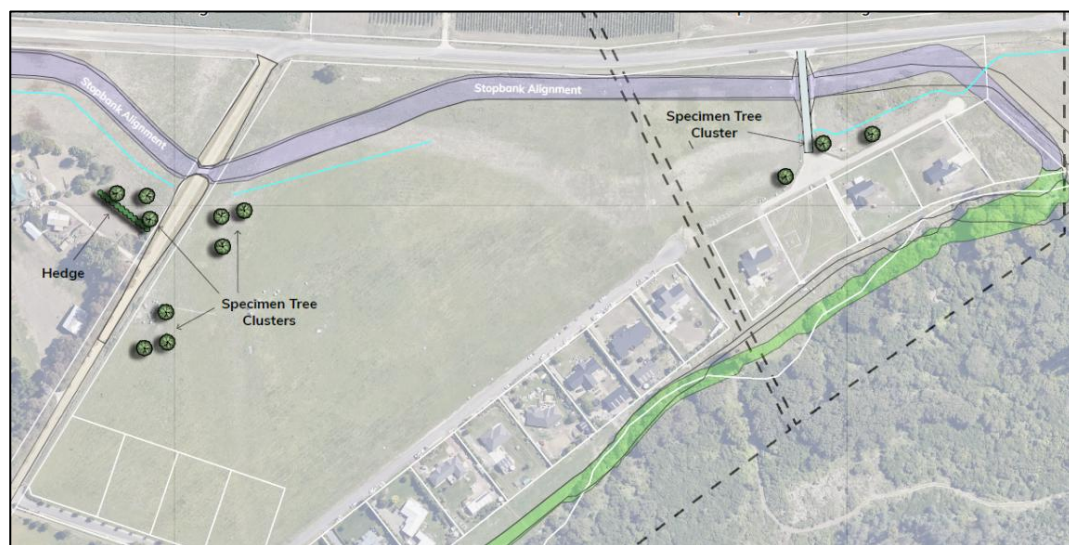 Stopbank Alignment
Stopbank Alignment
Specimen Tree
Cluster
Hedge
Specimen Tree
Clusters